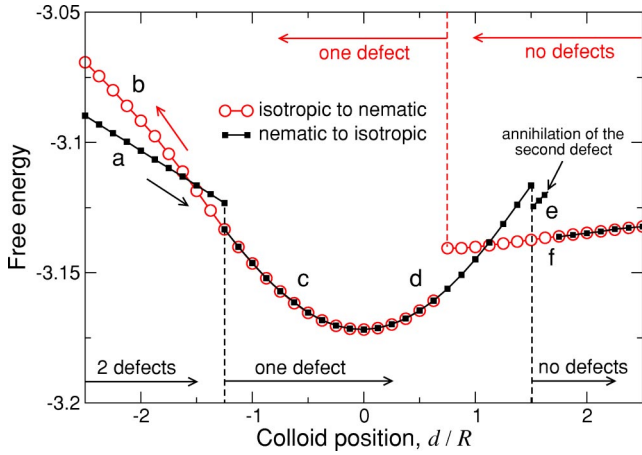 -3.05
one defect
no defects
b
isotropic to nematic
nematic to isotropic
annihilation of the
second defect
-3.1
a
e
Free energy
f
-3.15
c
d
2 defects
one defect
no defects
-3.2
-2
-1
0
1
2
Colloid position, d / R